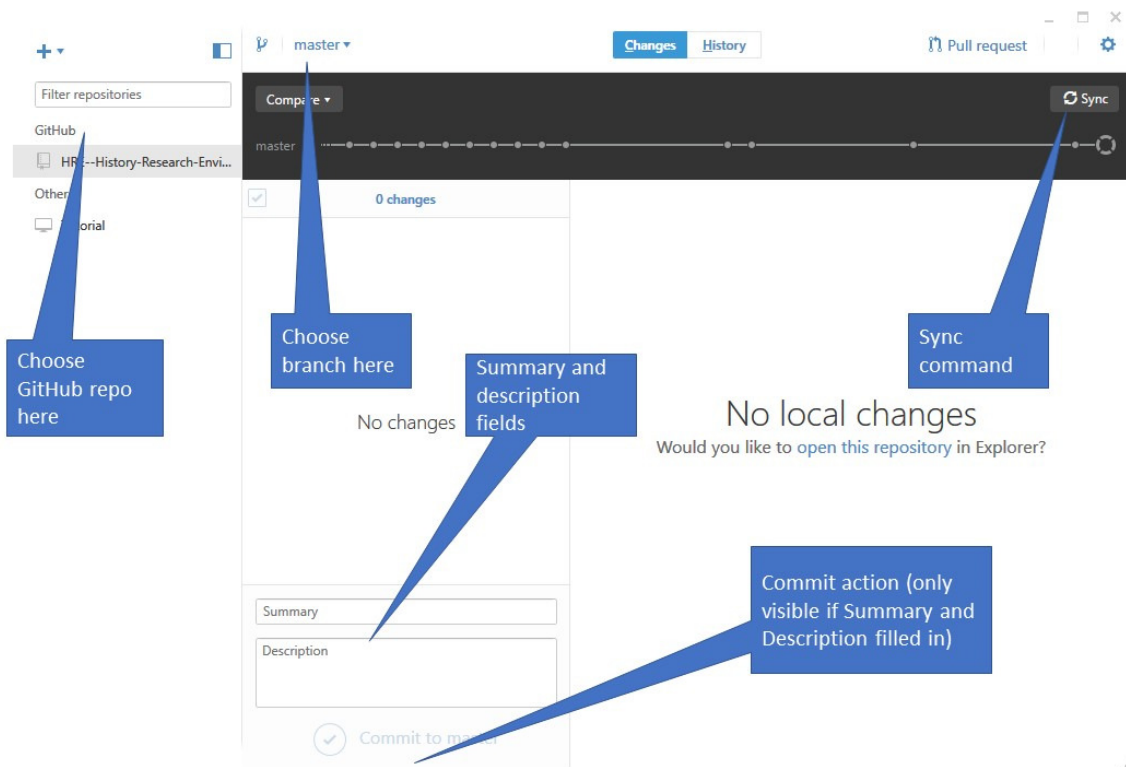 master
Changes
History
Pull request
Filter repositories
Compare
Sync
GitHub
master
HRE--History-Research-Envi...
Other
0 changes
Tutorial
Choose
GitHub repo
here
Choose
branch here
Summary and
description
fields
Sync
command
No changes
No local changes
Would you like to open this repository in Explorer?
Commit action (only
visible if Summary and
Description filled in)
Summary
Description
Commit to master